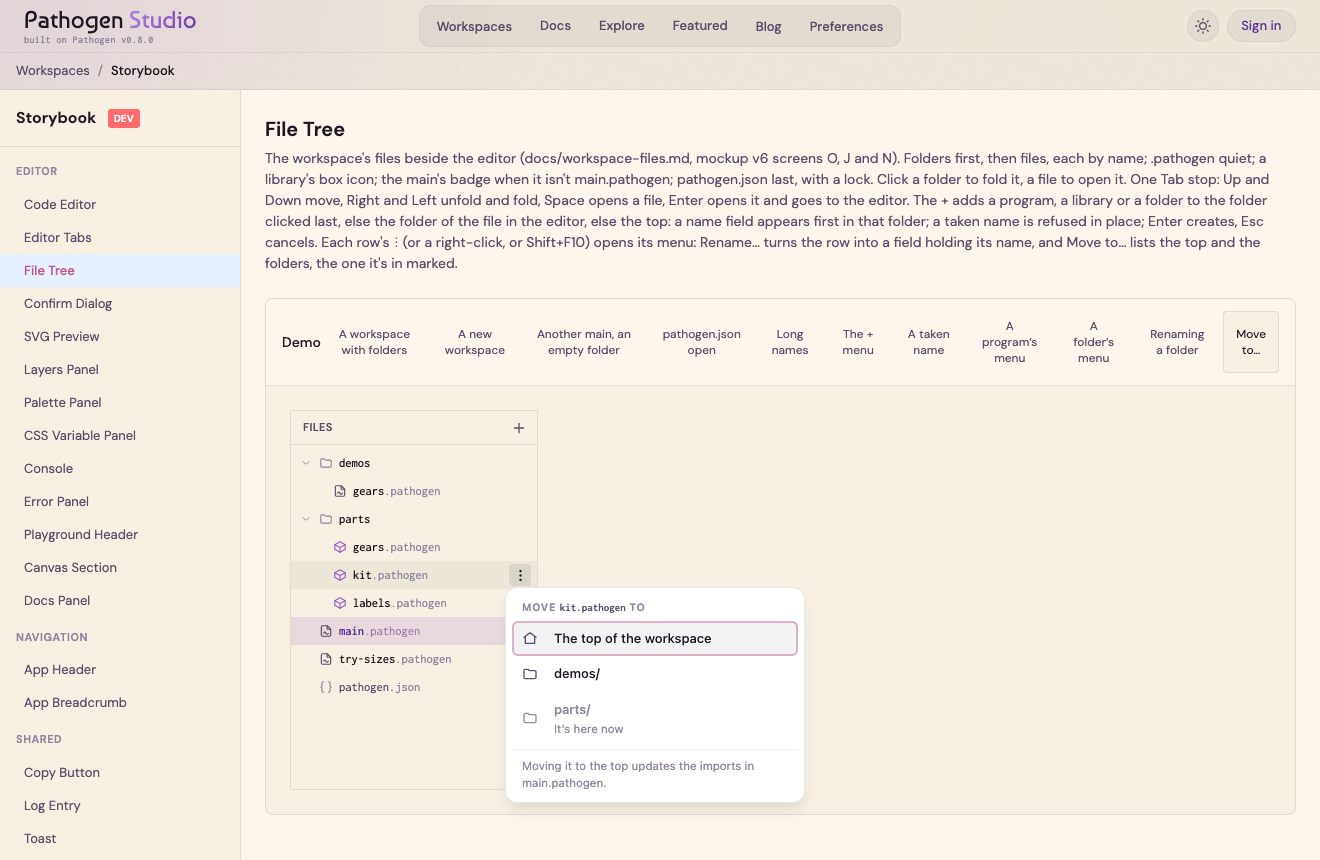 Pathogen Studio
built on Pathogen v0.8.0
Workspaces
Docs
Explore
Featured
Blog
Preferences
Sign in
Workspaces / Storybook
Storybook DEV
EDITOR
Code Editor
Editor Tabs
File Tree
Confirm Dialog
SVG Preview
Layers Panel
Palette Panel
CSS Variable Panel
Console
Error Panel
Playground Header
Canvas Section
Docs Panel
NAVIGATION
App Header
App Breadcrumb
SHARED
Copy Button
Log Entry
Toast
File Tree
The workspace's files beside the editor (docs/workspace-files.md, mockup v6 screens O, J and N). Folders first, then files, each by name; .pathogen quiet; a
library's box icon; the main's badge when it isn't main.pathogen; pathogen.json last, with a lock. Click a folder to fold it, a file to open it. One Tab stop: Up and
Down move, Right and Left unfold and fold, Space opens a file, Enter opens it and goes to the editor. The + adds a program, a library or a folder to the folder
clicked last, else the folder of the file in the editor, else the top: a name field appears first in that folder; a taken name is refused in place; Enter creates, Esc
cancels. Each row's ⋮ (or a right-click, or Shift+F10) opens its menu: Rename… turns the row into a field holding its name, and Move to… lists the top and the
folders, the one it's in marked.
Demo
A workspace
with folders
A new
workspace
Another main, an
empty folder
pathogen.json
open
Long
names
The +
menu
A taken
name
A
program's
menu
A
folder's
menu
Renaming
a folder
Move
to…
FILES
demos
gears.pathogen
parts
gears.pathogen
kit.pathogen
labels.pathogen
main.pathogen
try-sizes.pathogen
{ } pathogen.json
MOVE kit.pathogen TO
The top of the workspace
demos/
parts/
It's here now
Moving it to the top updates the imports in
main.pathogen.